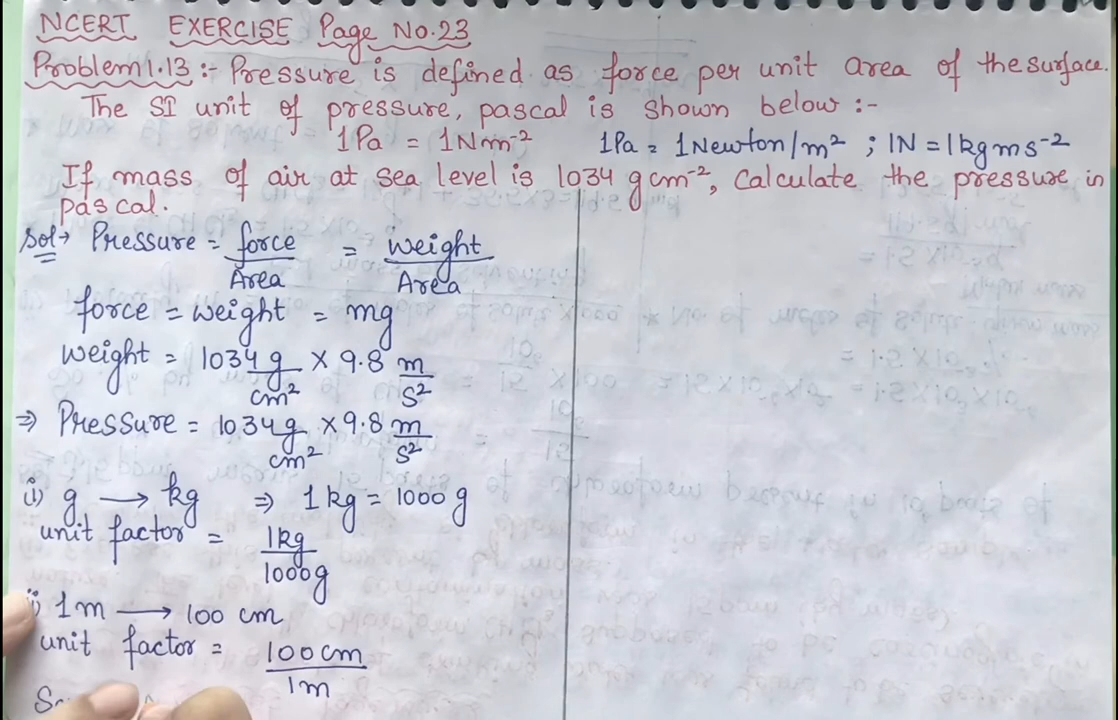 NCERT EXERCISE Page No.23
Problem 1.13 :- Pressure is defined as force per unit area of the surface.
The SI unit of pressure, pascal is shown below :-
1Pa = 1Nm⁻² 1Pa = 1Newton/m² ; 1N = 1kgms⁻²
If mass of air at sea level is 1034 g cm⁻², Calculate the pressure in
pascal.
Sol→ Pressure = force/Area = weight/Area
force = weight = mg
weight = 1034 g/cm² × 9.8 m/s²
⇒ Pressure = 1034 g/cm² × 9.8 m/s²
(i) g → kg ⇒ 1 kg = 1000 g
unit factor = 1kg/1000g
1m → 100 cm
unit factor = 100cm/1m